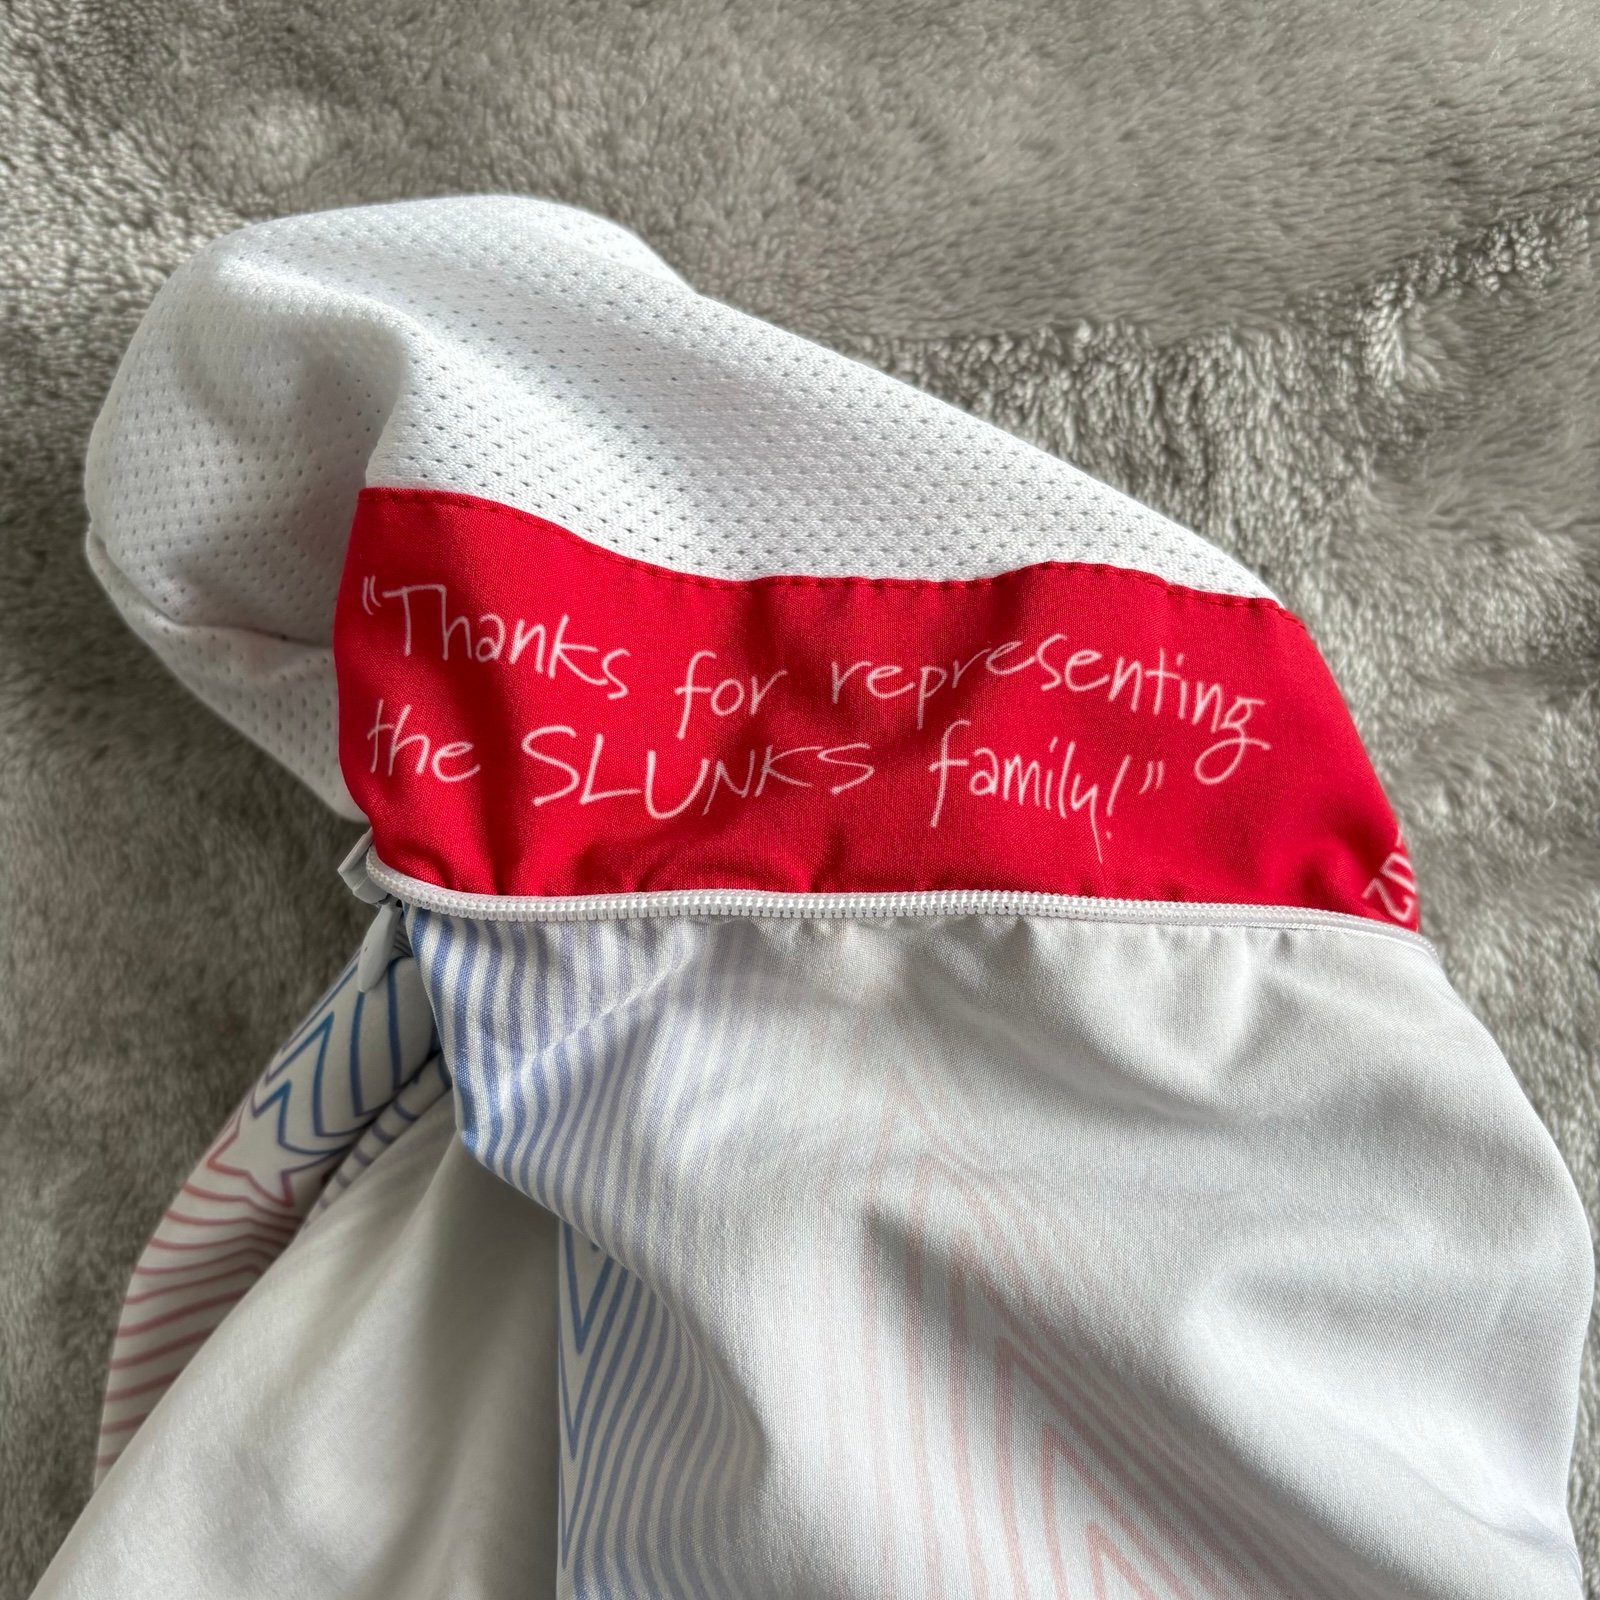 "Thanks for representing
the SLUNKS family!"